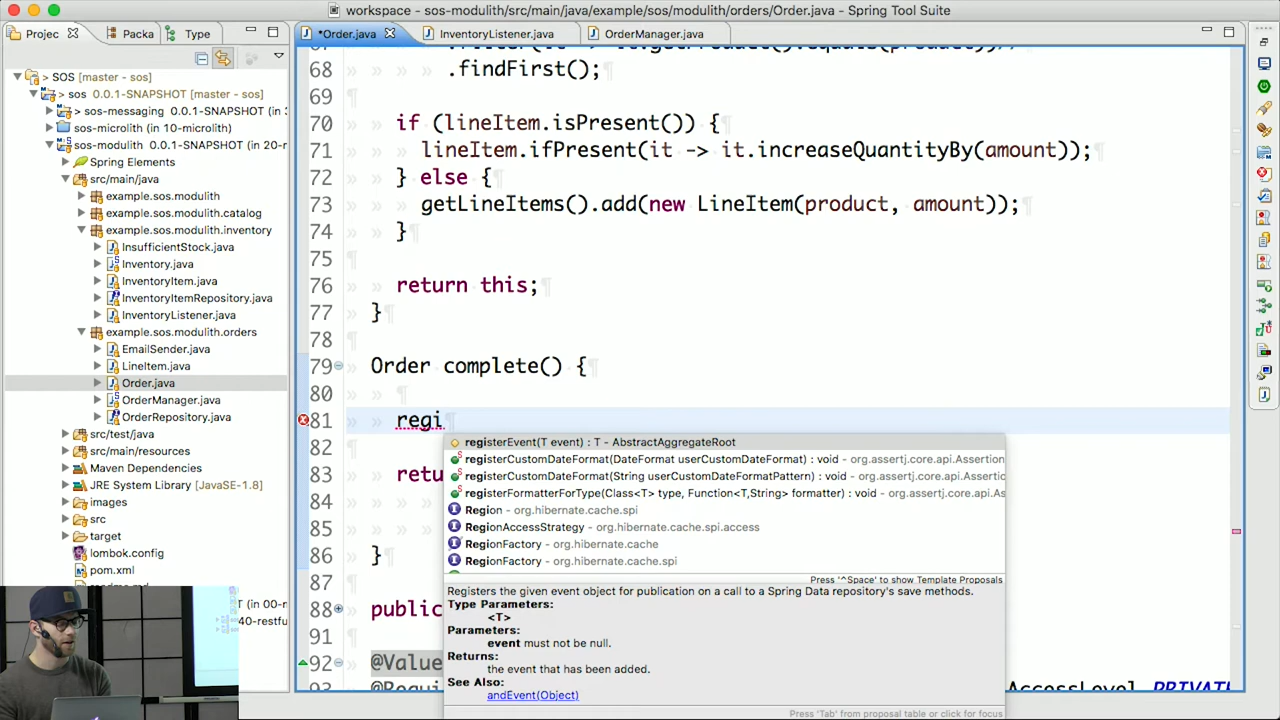 workspace - sos-modulith/src/main/java/example/sos/modulith/orders/Order.java - Spring Tool Suite
Projec
Packa
Type
*Order.java
InventoryListener.java
OrderManager.java
> SOS [master - sos]
> sos 0.0.1-SNAPSHOT [master - sos]
> sos-messaging 0.0.1-SNAPSHOT (in
sos-microlith (in 10-microlith)
sos-modulith 0.0.1-SNAPSHOT (in 20-
Spring Elements
src/main/java
example.sos.modulith
example.sos.modulith.catalog
example.sos.modulith.inventory
InsufficientStock.java
Inventory.java
InventoryItem.java
InventoryItemRepository.java
InventoryListener.java
example.sos.modulith.orders
EmailSender.java
LineItem.java
Order.java
OrderManager.java
OrderRepository.java
src/test/java
src/main/resources
Maven Dependencies
JRE System Library [JavaSE-1.8]
images
src
target
lombok.config
pom.xml
68 .findFirst();
69
70 if (lineItem.isPresent()) {
71 lineItem.ifPresent(it -> it.increaseQuantityBy(amount));
72 } else {
73 getLineItems().add(new LineItem(product, amount));
74 }
75
76 return this;
77 }
78
79 Order complete() {
80
81 regi
82
83 retu
84
85
86 }
87
88 public
91
92 @Value
AccessLevel.PRIVATE
registerEvent(T event) : T - AbstractAggregateRoot
registerCustomDateFormat(DateFormat userCustomDateFormat) : void - org.assertj.core.api.Assertion
registerCustomDateFormat(String userCustomDateFormatPattern) : void - org.assertj.core.api.Assertion
registerFormatterForType(Class<T> type, Function<T,String> formatter) : void - org.assertj.core.api.As
Region - org.hibernate.cache.spi
RegionAccessStrategy - org.hibernate.cache.spi.access
RegionFactory - org.hibernate.cache
RegionFactory - org.hibernate.cache.spi
Press '^Space' to show Template Proposals
Registers the given event object for publication on a call to a Spring Data repository's save methods.
Type Parameters:
<T>
Parameters:
event must not be null.
Returns:
the event that has been added.
See Also:
andEvent(Object)
Press 'Tab' from proposal table or click for focus